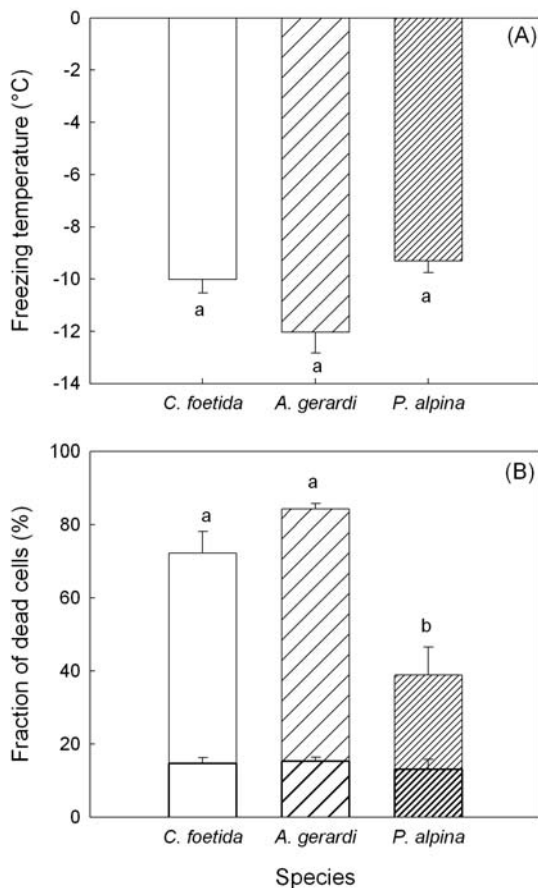 0
(A)
-2
-4
-6
-8
-10
-12
-14
Freezing temperature (°C)
a
a
a
C. foetida A. gerardi P. alpina
100
(B)
80
60
40
20
0
Fraction of dead cells (%)
a
a
b
C. foetida A. gerardi P. alpina
Species